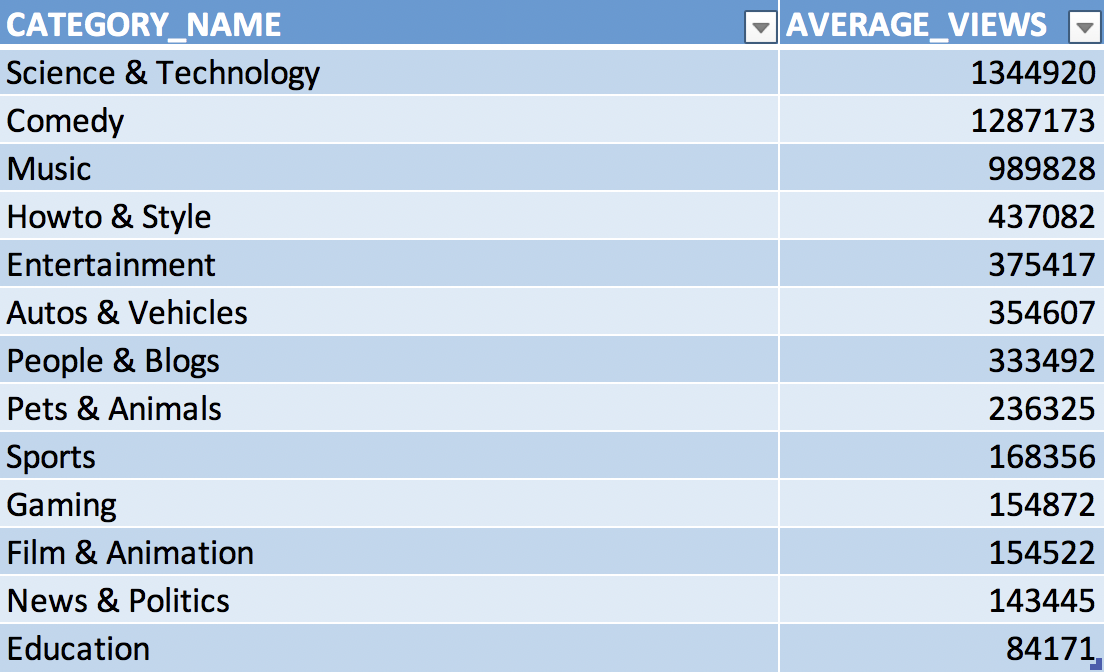 CATEGORY_NAME AVERAGE_VIEWS
Science & Technology 1344920
Comedy 1287173
Music 989828
Howto & Style 437082
Entertainment 375417
Autos & Vehicles 354607
People & Blogs 333492
Pets & Animals 236325
Sports 168356
Gaming 154872
Film & Animation 154522
News & Politics 143445
Education 84171